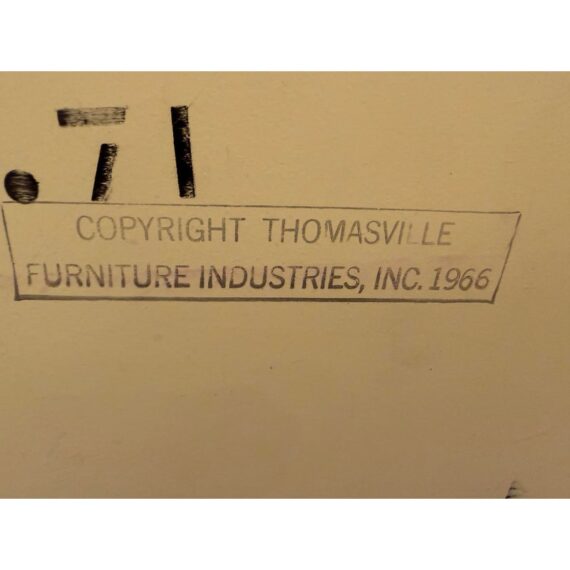 .71
COPYRIGHT THOMASVILLE
FURNITURE INDUSTRIES, INC. 1966